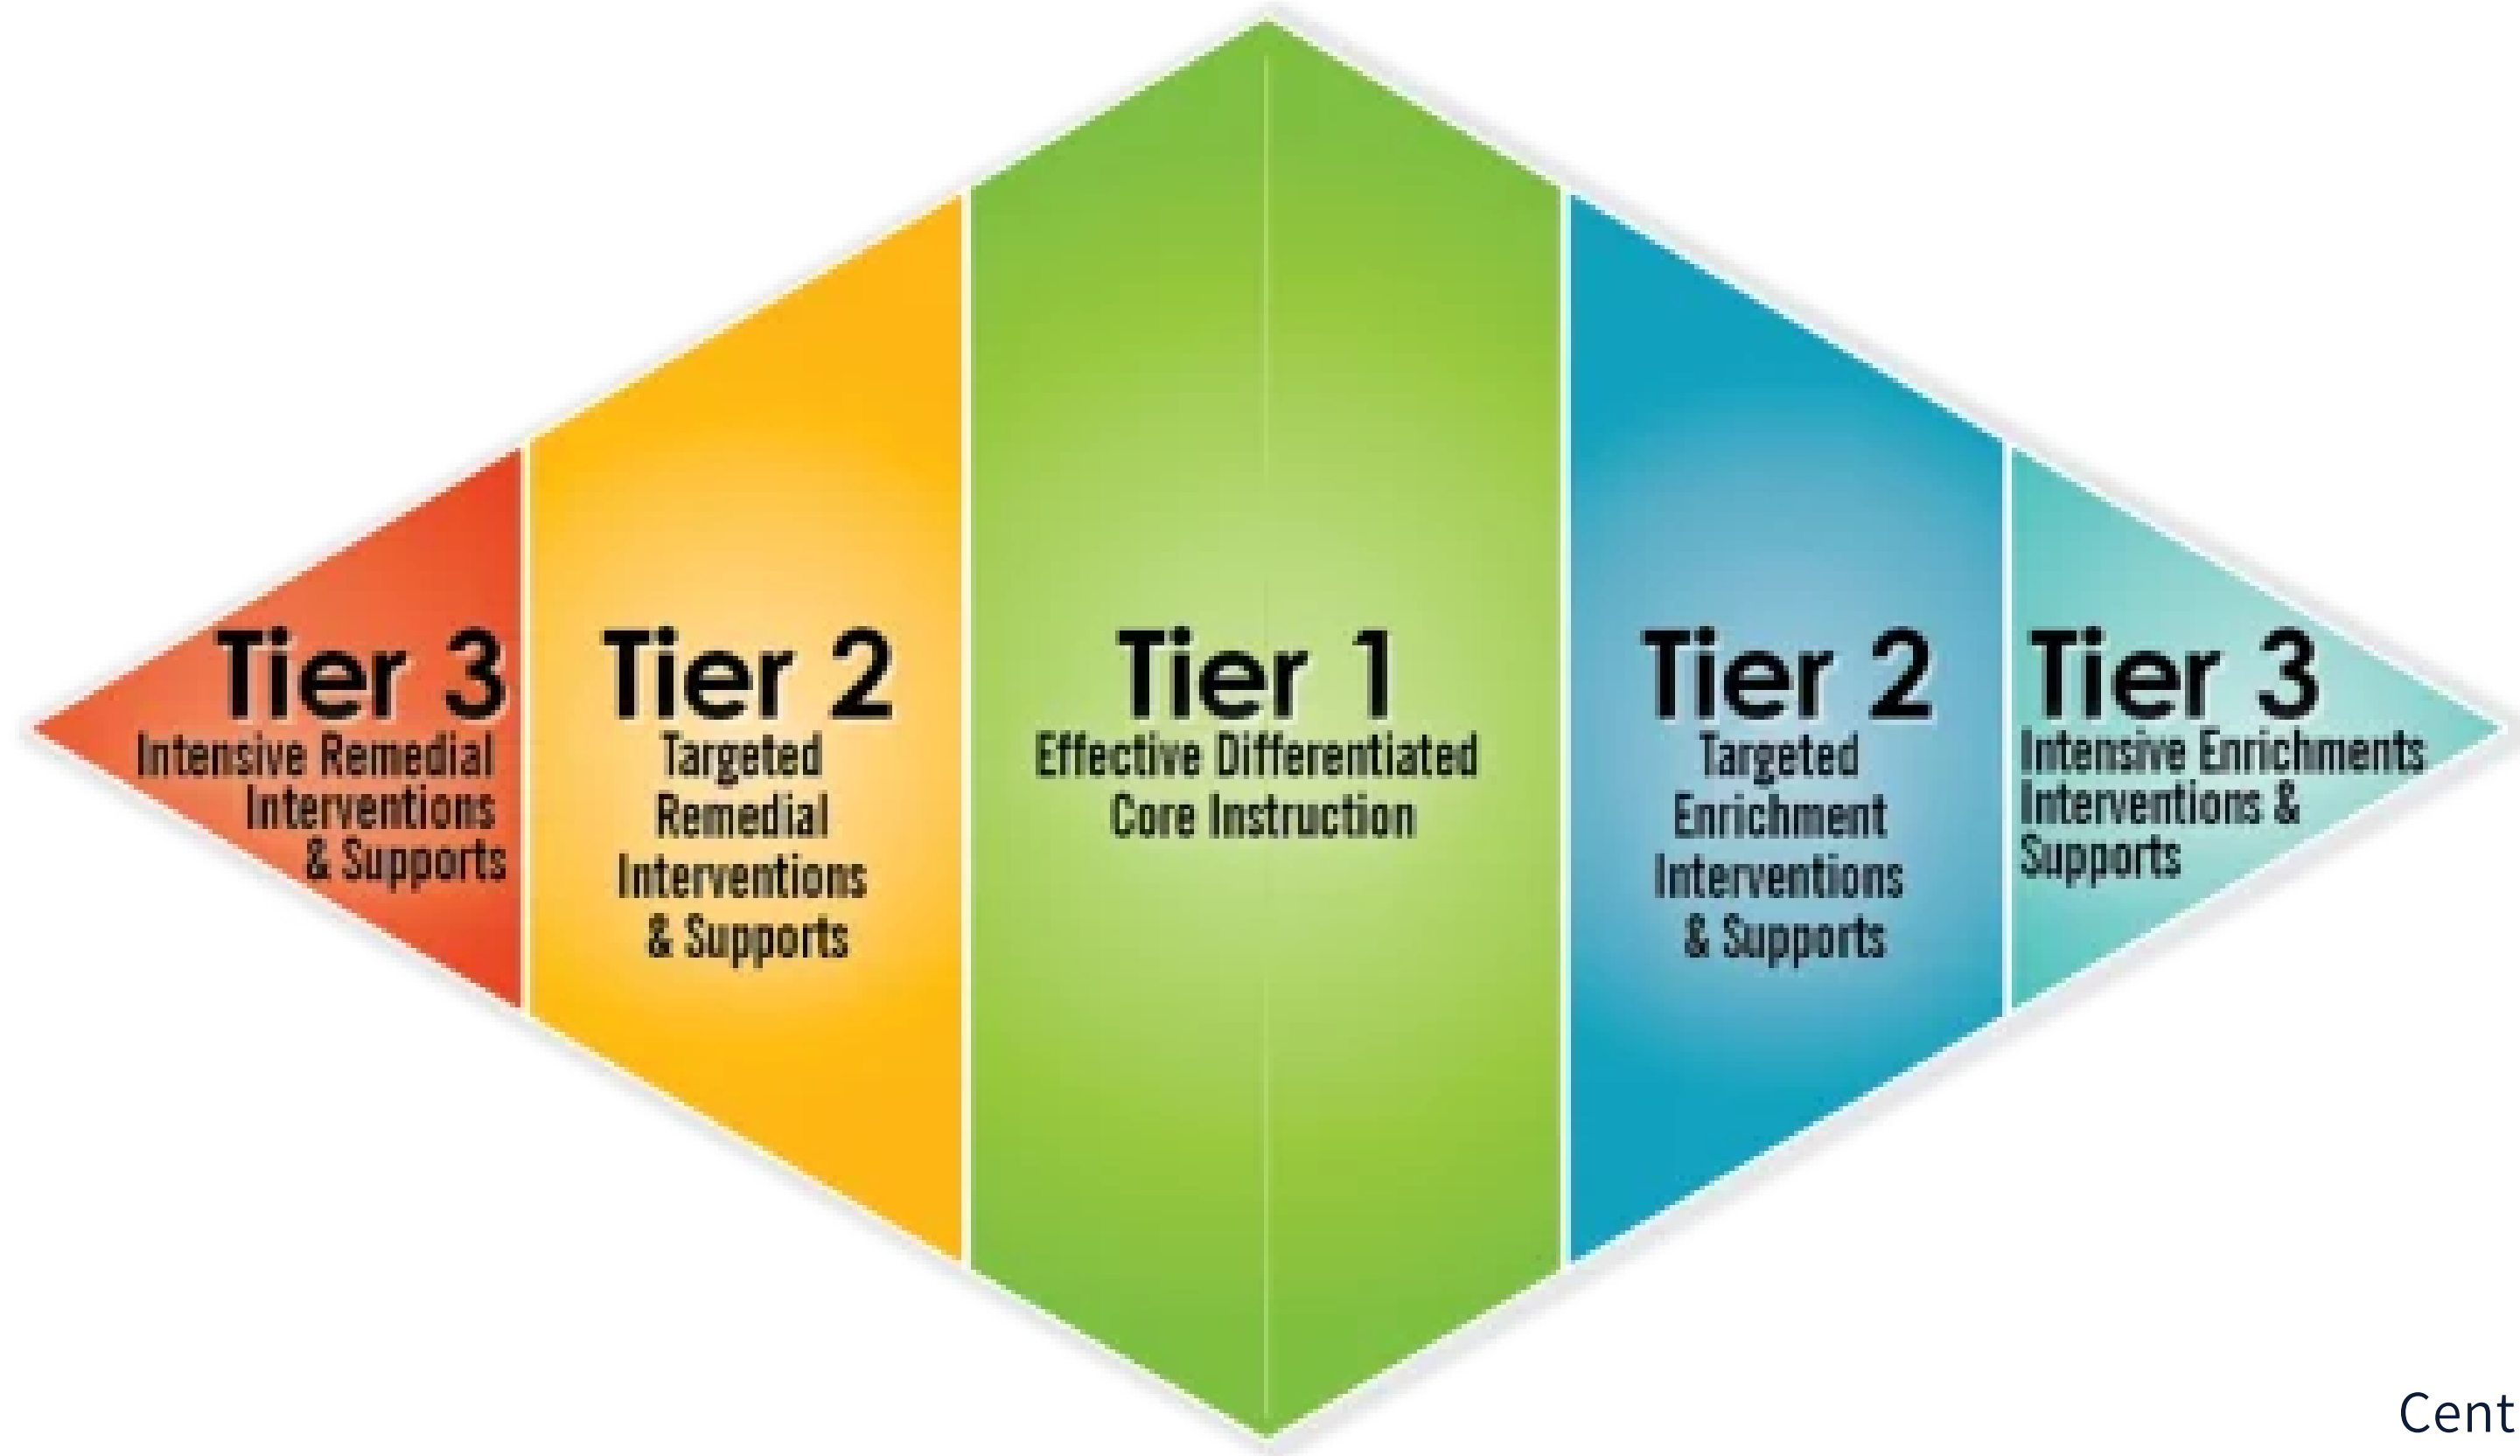 Tier 3
Intensive Remedial
Interventions
& Supports
Tier 2
Targeted
Remedial
Interventions
& Supports
Tier 1
Effective Differentiated
Core Instruction
Tier 2
Targeted
Enrichment
Interventions
& Supports
Tier 3
Intensive Enrichments
Interventions &
Supports
Cent